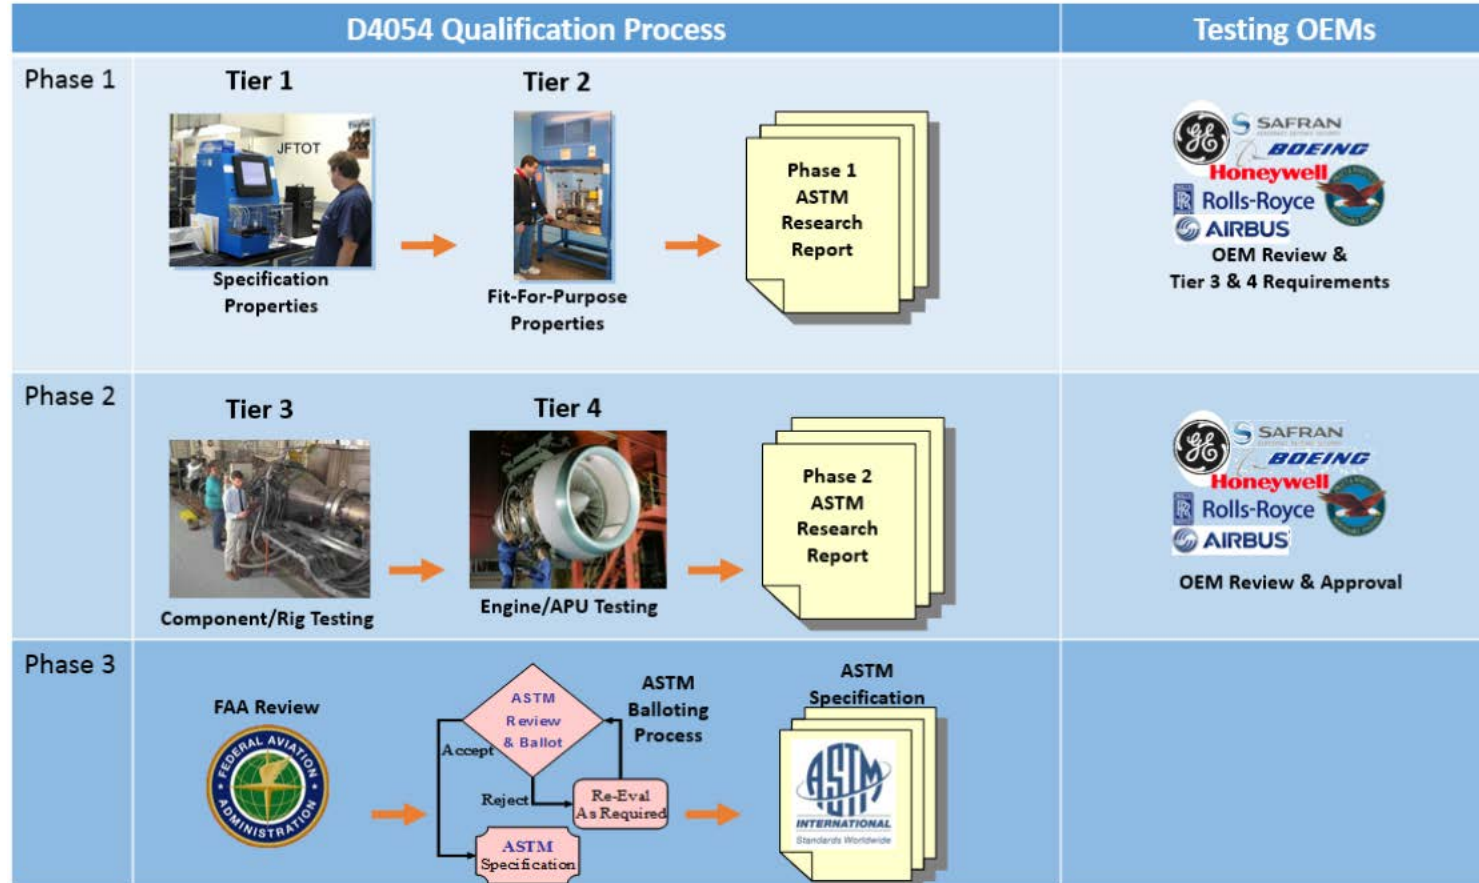 D4054 Qualification Process
Testing OEMs
Phase 1
Tier 1
Tier 2
JFTOT
Specification
Properties
Fit-For-Purpose
Properties
Phase 1
ASTM
Research
Report
GE
SAFRAN
BOEING
Honeywell
Rolls-Royce
AIRBUS
OEM Review &
Tier 3 & 4 Requirements
Phase 2
Tier 3
Tier 4
Component/Rig Testing
Engine/APU Testing
Phase 2
ASTM
Research
Report
GE
SAFRAN
BOEING
Honeywell
Rolls-Royce
AIRBUS
OEM Review & Approval
Phase 3
FAA Review
FEDERAL AVIATION
ADMINISTRATION
ASTM
Review
& Ballot
Accept
Reject
Re-Eval
As Required
ASTM
Specification
ASTM
Balloting
Process
ASTM
Specification
ASTM
INTERNATIONAL
Standards Worldwide